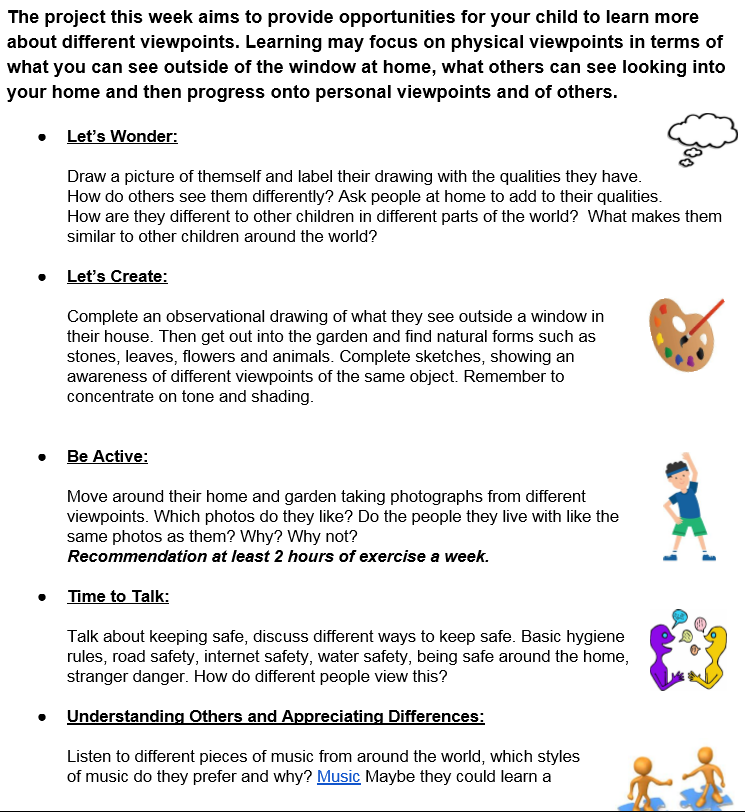 The project this week aims to provide opportunities for your child to learn more
about different viewpoints. Learning may focus on physical viewpoints in terms of
what you can see outside of the window at home, what others can see looking into
your home and then progress onto personal viewpoints and of others.
● Let's Wonder:
Draw a picture of themself and label their drawing with the qualities they have.
How do others see them differently? Ask people at home to add to their qualities.
How are they different to other children in different parts of the world?  What makes them
similar to other children around the world?
● Let's Create:
Complete an observational drawing of what they see outside a window in
their house. Then get out into the garden and find natural forms such as
stones, leaves, flowers and animals. Complete sketches, showing an
awareness of different viewpoints of the same object. Remember to
concentrate on tone and shading.
● Be Active:
Move around their home and garden taking photographs from different
viewpoints. Which photos do they like? Do the people they live with like the
same photos as them? Why? Why not?
Recommendation at least 2 hours of exercise a week.
● Time to Talk:
Talk about keeping safe, discuss different ways to keep safe. Basic hygiene
rules, road safety, internet safety, water safety, being safe around the home,
stranger danger. How do different people view this?
● Understanding Others and Appreciating Differences:
Listen to different pieces of music from around the world, which styles
of music do they prefer and why? Music Maybe they could learn a